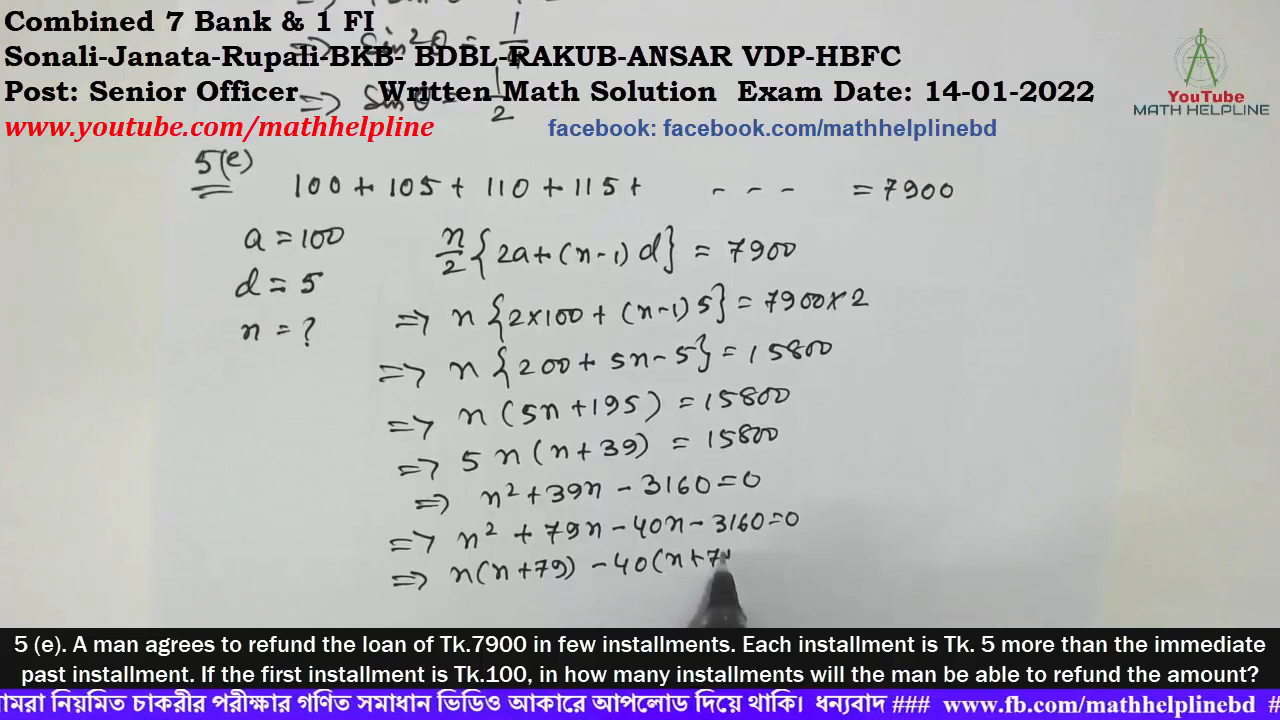 Combined 7 Bank & 1 FI
Sonali-Janata-Rupali-BKB- BDBL-RAKUB-ANSAR VDP-HBFC
Post: Senior Officer Written Math Solution Exam Date: 14-01-2022
www.youtube.com/mathhelpline facebook: facebook.com/mathhelplinebd
YouTube
MATH HELPLINE
=> Sin²θ =
=> Sinθ = 1/2
5(e)
100 + 105 + 110 + 115 + - - - = 7900
a = 100
d = 5
n = ?
n/2 {2a + (n-1) d} = 7900
=> n {2×100 + (n-1) 5} = 7900×2
=> n {200 + 5n - 5} = 15800
=> n (5n + 195) = 15800
=> 5 n (n + 39) = 15800
=> n² + 39n - 3160 = 0
=> n² + 79n - 40n - 3160 = 0
=> n(n + 79) - 40(n + 7
5 (e). A man agrees to refund the loan of Tk.7900 in few installments. Each installment is Tk. 5 more than the immediate
past installment. If the first installment is Tk.100, in how many installments will the man be able to refund the amount?
আমরা নিয়মিত চাকরীর পরীক্ষার গণিত সমাধান ভিডিও আকারে আপলোড দিয়ে থাকি। ধন্যবাদ ### www.fb.com/mathhelplinebd #